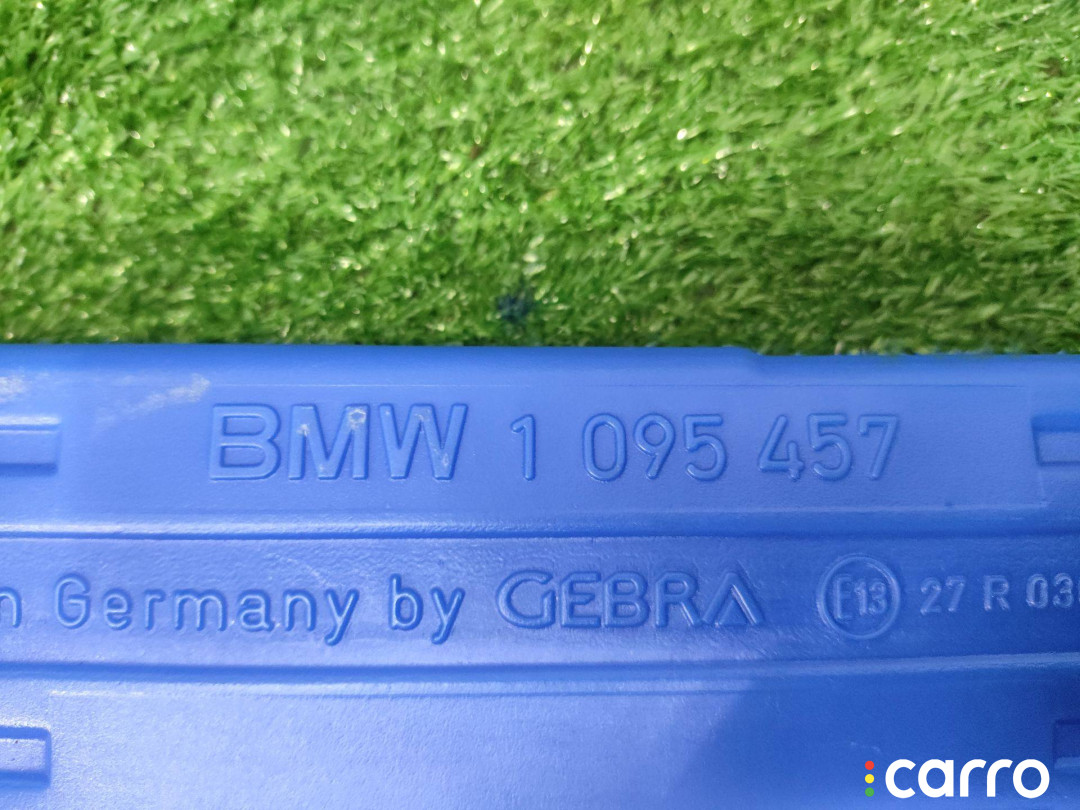 BMW 1 095 457
n Germany by GEBRA E13 27 R 03
carro